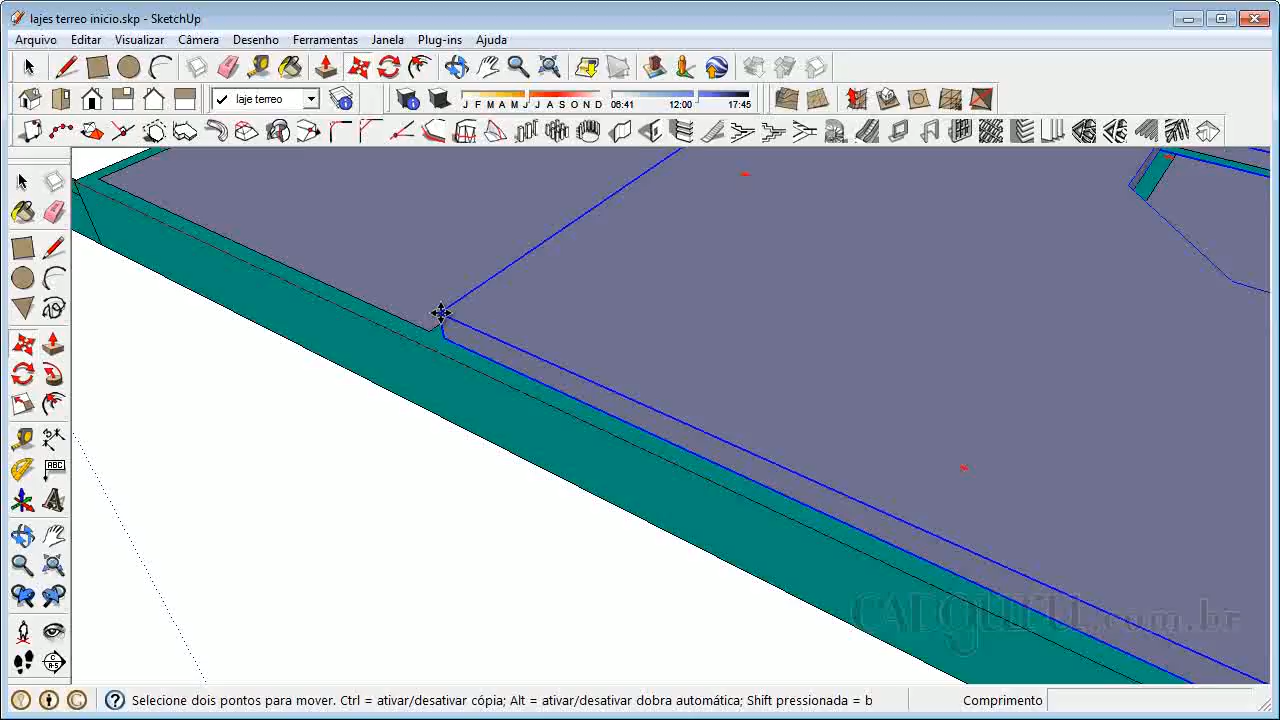 lajes terreo inicio.skp - SketchUp
Arquivo Editar Visualizar Câmera Desenho Ferramentas Janela Plug-ins Ajuda
laje terreo
J F M A M J J A S O N D 06:41 12:00 17:45
ABC
A
CADGURU.com.br
Selecione dois pontos para mover. Ctrl = ativar/desativar cópia; Alt = ativar/desativar dobra automática; Shift pressionada = b Comprimento